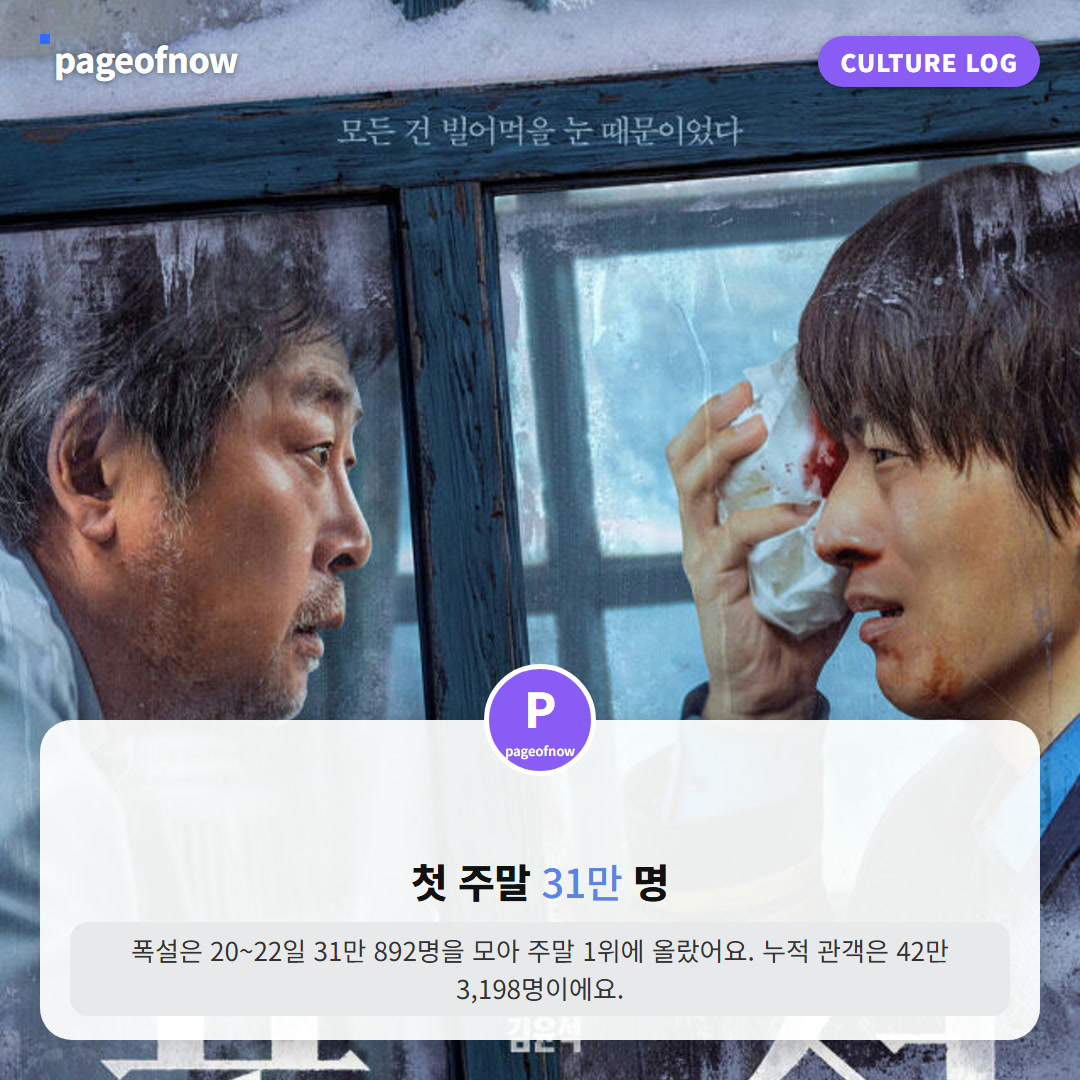 pageofnow
CULTURE LOG
모든 건 빌어먹을 눈 때문이었다
P
pageofnow
첫 주말 31만 명
폭설은 20~22일 31만 892명을 모아 주말 1위에 올랐어요. 누적 관객은 42만
3,198명이에요.
김윤석